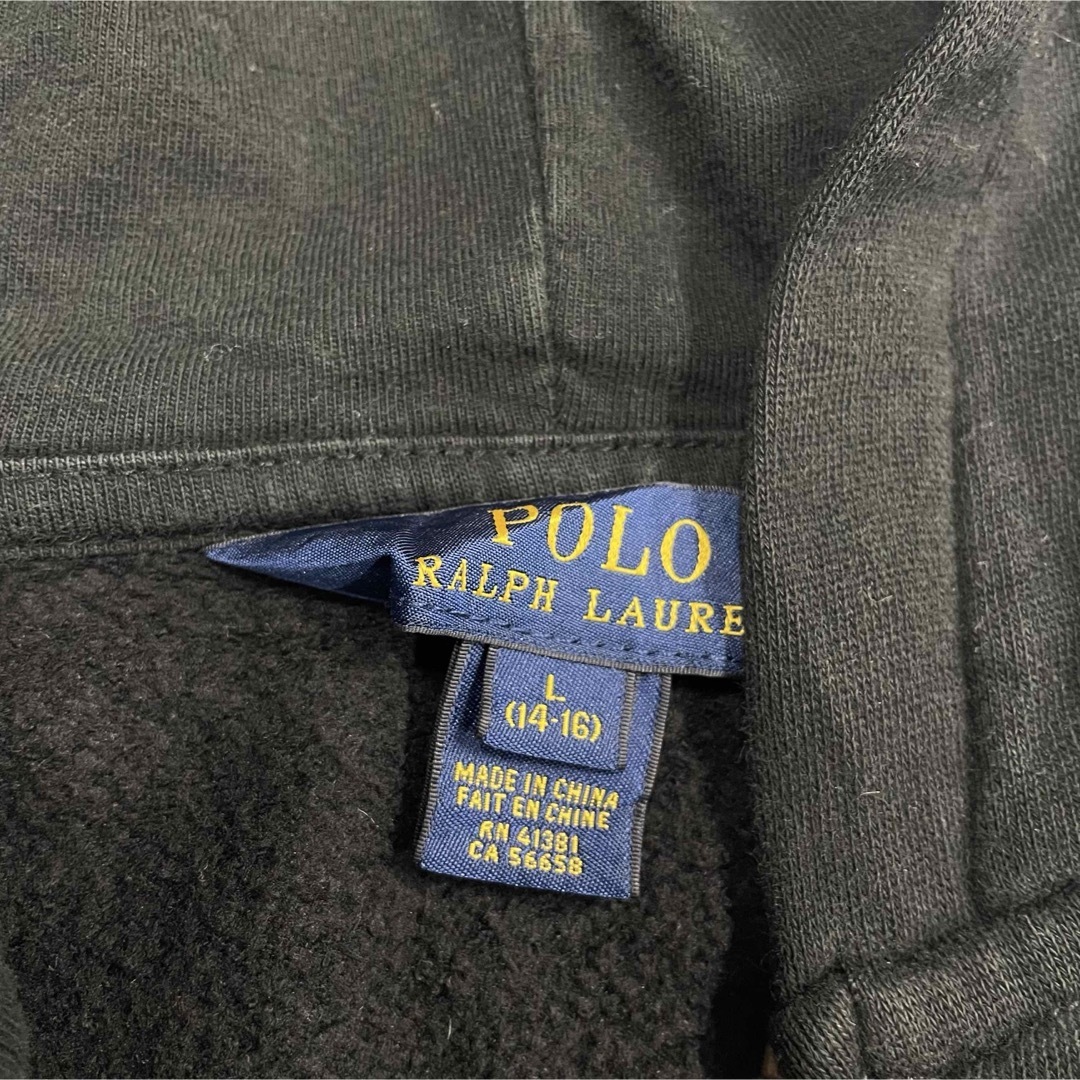 POLO
RALPH LAURE
L
(14-16)
MADE IN CHINA
FAIT EN CHINE
RN 41381
CA 56658